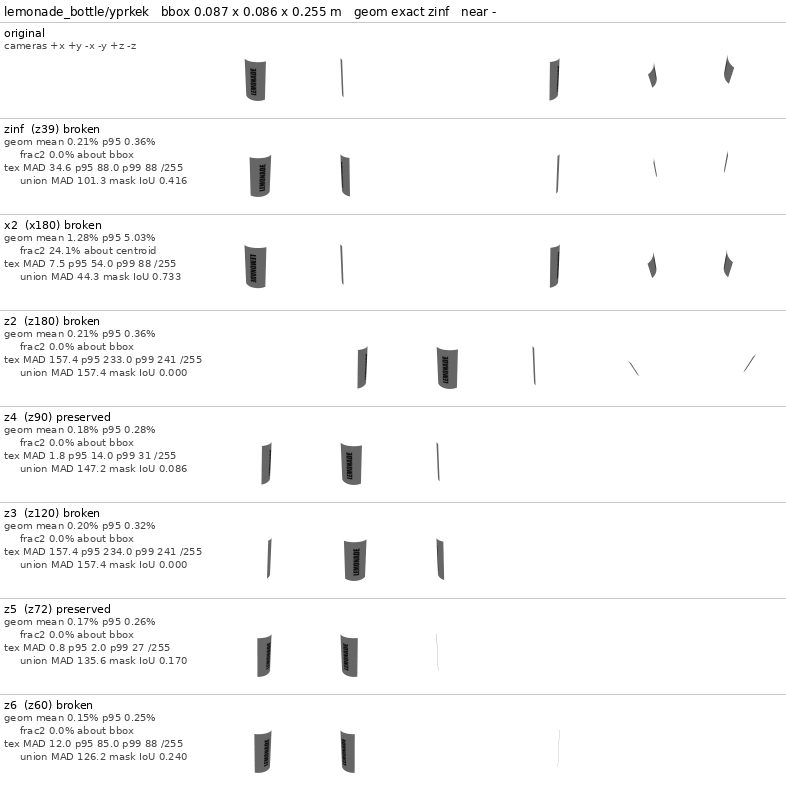 lemonade_bottle/yprkek bbox 0.087 x 0.086 x 0.255 m geom exact zinf near -
original
cameras +x +y -x -y +z -z
LEMONADE
zinf (z39) broken
geom mean 0.21% p95 0.36%
frac2 0.0% about bbox
tex MAD 34.6 p95 88.0 p99 88 /255
union MAD 101.3 mask IoU 0.416
LEMONADE
x2 (x180) broken
geom mean 1.28% p95 5.03%
frac2 24.1% about centroid
tex MAD 7.5 p95 54.0 p99 88 /255
union MAD 44.3 mask IoU 0.733
LEMONADE
z2 (z180) broken
geom mean 0.21% p95 0.36%
frac2 0.0% about bbox
tex MAD 157.4 p95 233.0 p99 241 /255
union MAD 157.4 mask IoU 0.000
LEMONADE
z4 (z90) preserved
geom mean 0.18% p95 0.28%
frac2 0.0% about bbox
tex MAD 1.8 p95 14.0 p99 31 /255
union MAD 147.2 mask IoU 0.086
LEMONADE
z3 (z120) broken
geom mean 0.20% p95 0.32%
frac2 0.0% about bbox
tex MAD 157.4 p95 234.0 p99 241 /255
union MAD 157.4 mask IoU 0.000
LEMONADE
z5 (z72) preserved
geom mean 0.17% p95 0.26%
frac2 0.0% about bbox
tex MAD 0.8 p95 2.0 p99 27 /255
union MAD 135.6 mask IoU 0.170
LEMONADE LEMONADE
z6 (z60) broken
geom mean 0.15% p95 0.25%
frac2 0.0% about bbox
tex MAD 12.0 p95 85.0 p99 88 /255
union MAD 126.2 mask IoU 0.240
LEMONADE LEMONADE